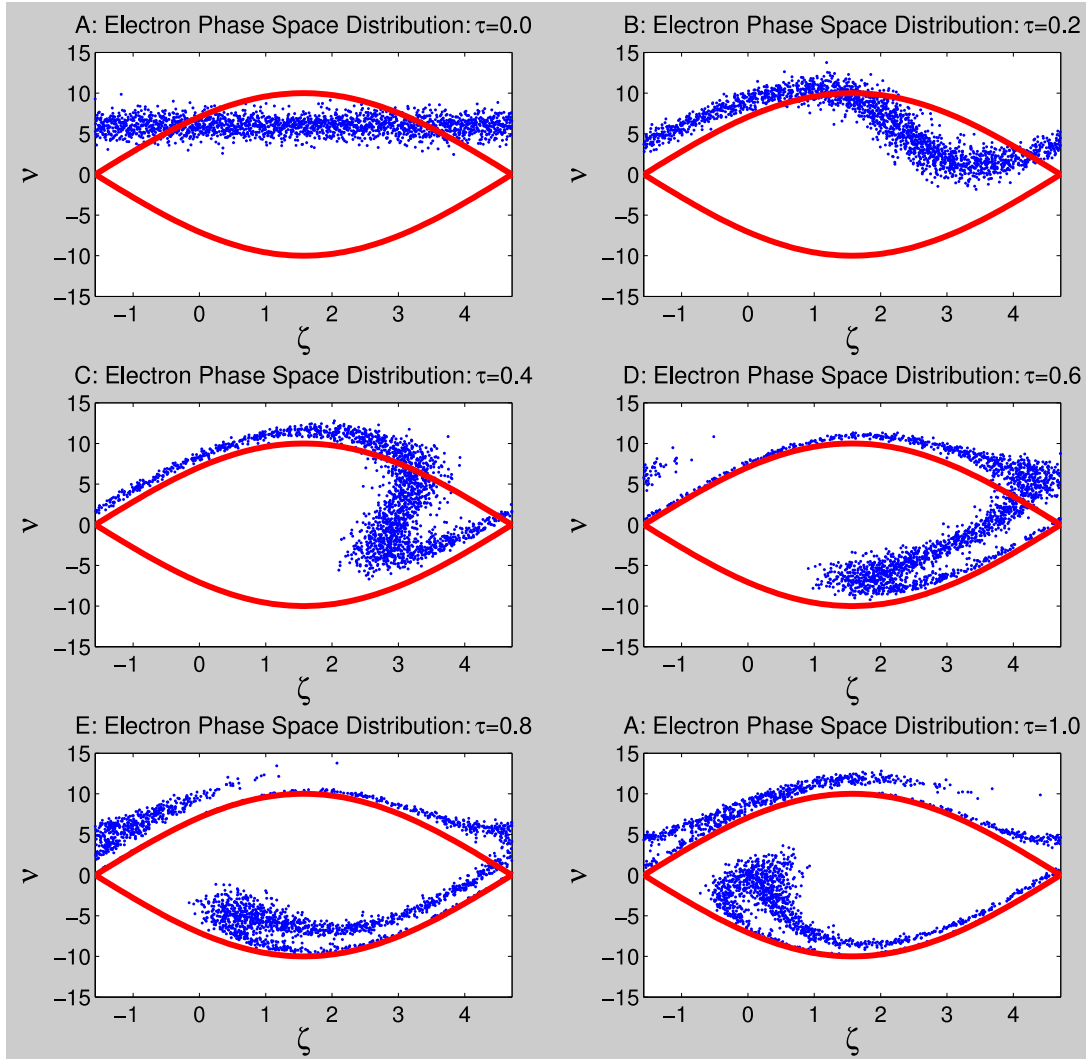 A: Electron Phase Space Distribution: τ=0.0
15
10
5
0
−5
−10
−15
ν
−1 0 1 2 3 4
ζ
B: Electron Phase Space Distribution: τ=0.2
15
10
5
0
−5
−10
−15
ν
−1 0 1 2 3 4
ζ
C: Electron Phase Space Distribution: τ=0.4
15
10
5
0
−5
−10
−15
ν
−1 0 1 2 3 4
ζ
D: Electron Phase Space Distribution: τ=0.6
15
10
5
0
−5
−10
−15
ν
−1 0 1 2 3 4
ζ
E: Electron Phase Space Distribution: τ=0.8
15
10
5
0
−5
−10
−15
ν
−1 0 1 2 3 4
ζ
A: Electron Phase Space Distribution: τ=1.0
15
10
5
0
−5
−10
−15
ν
−1 0 1 2 3 4
ζ